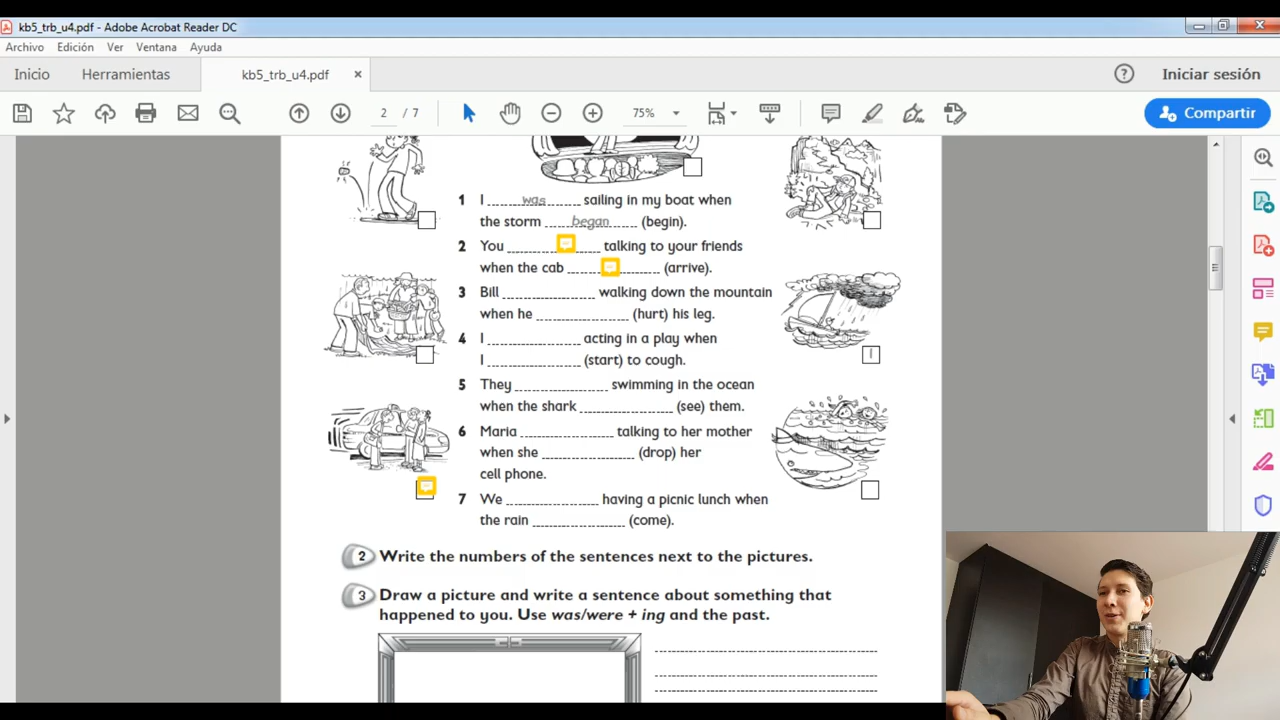 kb5_trb_u4.pdf - Adobe Acrobat Reader DC
Archivo Edición Ver Ventana Ayuda
Inicio Herramientas kb5_trb_u4.pdf × ? Iniciar sesión
2 / 7 75% Compartir
1 I was sailing in my boat when
the storm began (begin).
2 You talking to your friends
when the cab (arrive).
3 Bill walking down the mountain
when he (hurt) his leg.
4 I acting in a play when
I (start) to cough.
1
5 They swimming in the ocean
when the shark (see) them.
6 Maria talking to her mother
when she (drop) her
cell phone.
7 We having a picnic lunch when
the rain (come).
2 Write the numbers of the sentences next to the pictures.
3 Draw a picture and write a sentence about something that
happened to you. Use was/were + ing and the past.